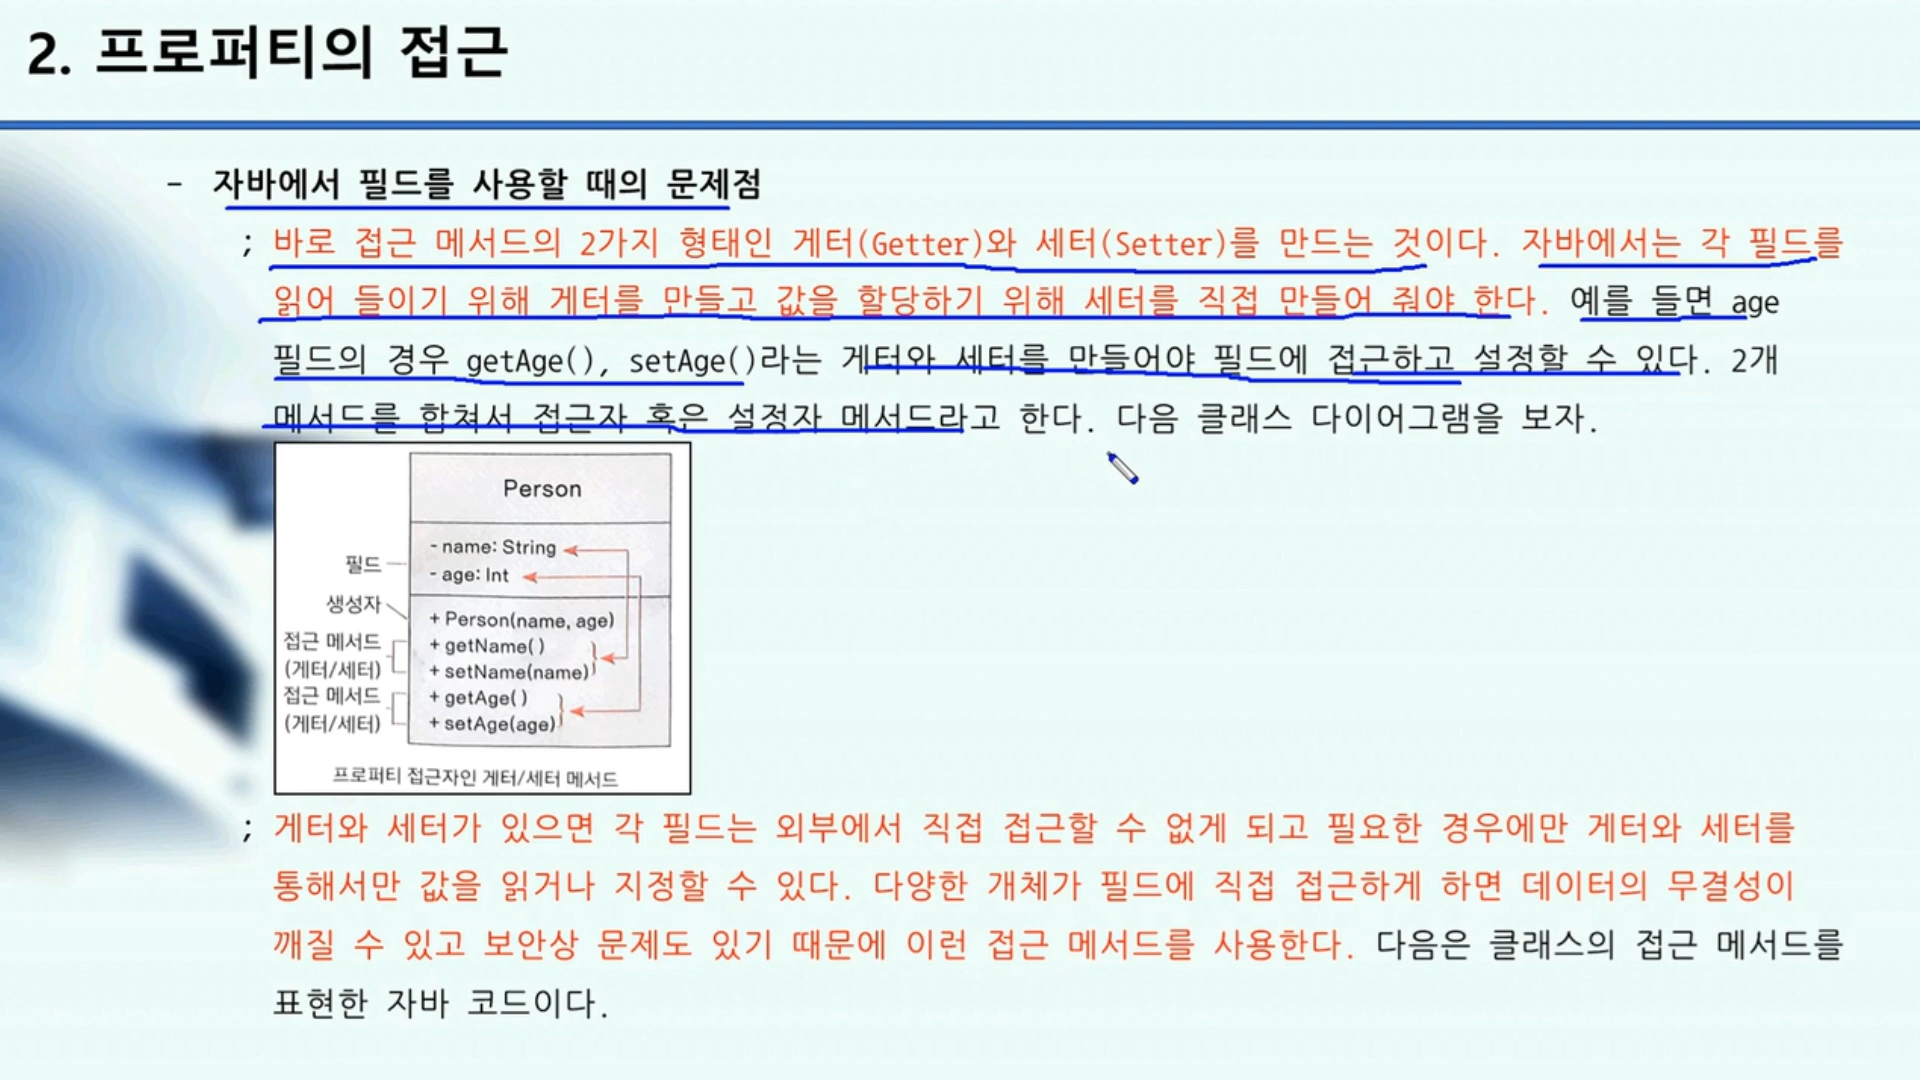 2. 프로퍼티의 접근
- 자바에서 필드를 사용할 때의 문제점
; 바로 접근 메서드의 2가지 형태인 게터(Getter)와 세터(Setter)를 만드는 것이다. 자바에서는 각 필드를
읽어 들이기 위해 게터를 만들고 값을 할당하기 위해 세터를 직접 만들어 줘야 한다. 예를 들면 age
필드의 경우 getAge(), setAge()라는 게터와 세터를 만들어야 필드에 접근하고 설정할 수 있다. 2개
메서드를 합쳐서 접근자 혹은 설정자 메서드라고 한다. 다음 클래스 다이어그램을 보자.
Person
- name: String
필드
- age: Int
생성자
+ Person(name, age)
접근 메서드
(게터/세터)
+ getName( )
+ setName(name)
접근 메서드
(게터/세터)
+ getAge( )
+ setAge(age)
프로퍼티 접근자인 게터/세터 메서드
; 게터와 세터가 있으면 각 필드는 외부에서 직접 접근할 수 없게 되고 필요한 경우에만 게터와 세터를
통해서만 값을 읽거나 지정할 수 있다. 다양한 개체가 필드에 직접 접근하게 하면 데이터의 무결성이
깨질 수 있고 보안상 문제도 있기 때문에 이런 접근 메서드를 사용한다. 다음은 클래스의 접근 메서드를
표현한 자바 코드이다.